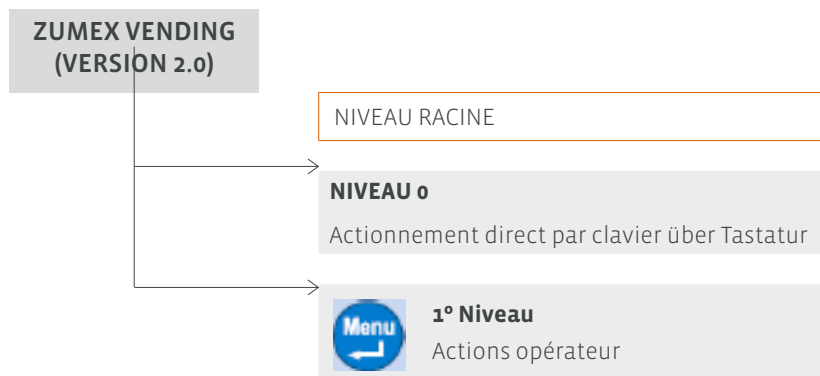 ZUMEX VENDING
(VERSION 2.0)
NIVEAU RACINE
NIVEAU 0
Actionnement direct par clavier über Tastatur
Menu
1º Niveau
Actions opérateur